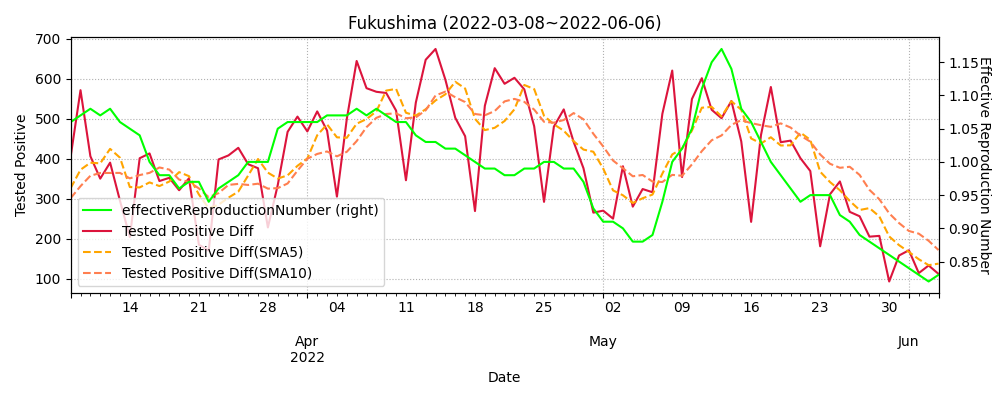 Fukushima (2022-03-08~2022-06-06)
700
600
500
400
300
200
100
Tested Positive
1.15
1.10
1.05
1.00
0.95
0.90
0.85
Effective Reproduction Number
effectiveReproductionNumber (right)
Tested Positive Diff
Tested Positive Diff(SMA5)
Tested Positive Diff(SMA10)
14 21 28 04 11 18 25 02 09 16 23 30
Apr May Jun
2022
Date